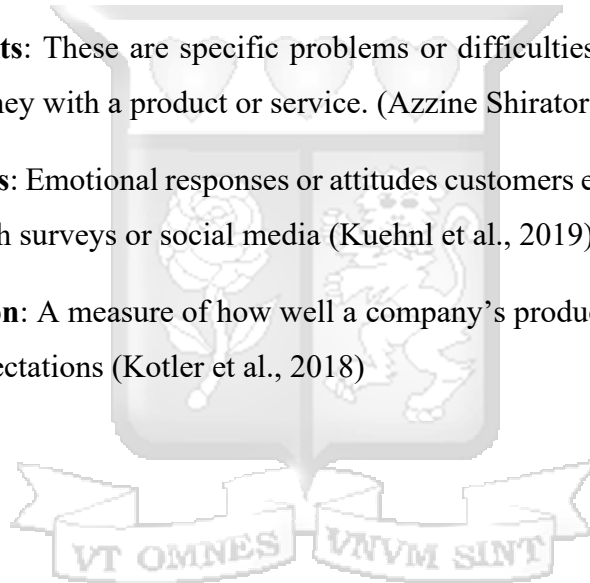 ts: These are specific problems or difficulties
ney with a product or service. (Azzine Shirator
s: Emotional responses or attitudes customers e
h surveys or social media (Kuehnl et al., 2019)
on: A measure of how well a company’s produc
ectations (Kotler et al., 2018)
VT OMNES VNVM SINT